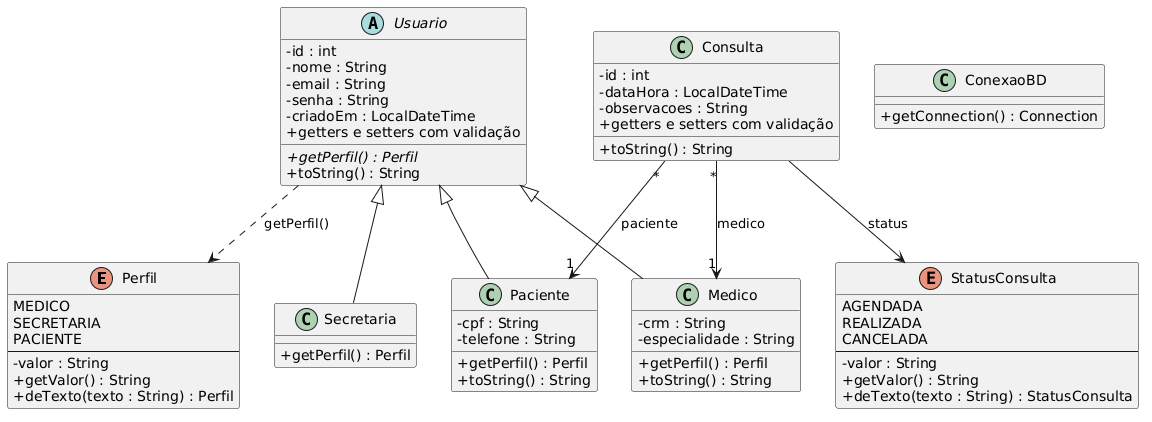 A Usuario
-id : int
-nome : String
-email : String
-senha : String
-criadoEm : LocalDateTime
+getters e setters com validação
+getPerfil() : Perfil
+toString() : String
C Consulta
-id : int
-dataHora : LocalDateTime
-observacoes : String
+getters e setters com validação
+toString() : String
C ConexaoBD
+getConnection() : Connection
* *
getPerfil() paciente medico status
1 1
E Perfil
MEDICO
SECRETARIA
PACIENTE
-valor : String
+getValor() : String
+deTexto(texto : String) : Perfil
C Secretaria
+getPerfil() : Perfil
C Paciente
-cpf : String
-telefone : String
+getPerfil() : Perfil
+toString() : String
C Medico
-crm : String
-especialidade : String
+getPerfil() : Perfil
+toString() : String
E StatusConsulta
AGENDADA
REALIZADA
CANCELADA
-valor : String
+getValor() : String
+deTexto(texto : String) : StatusConsulta